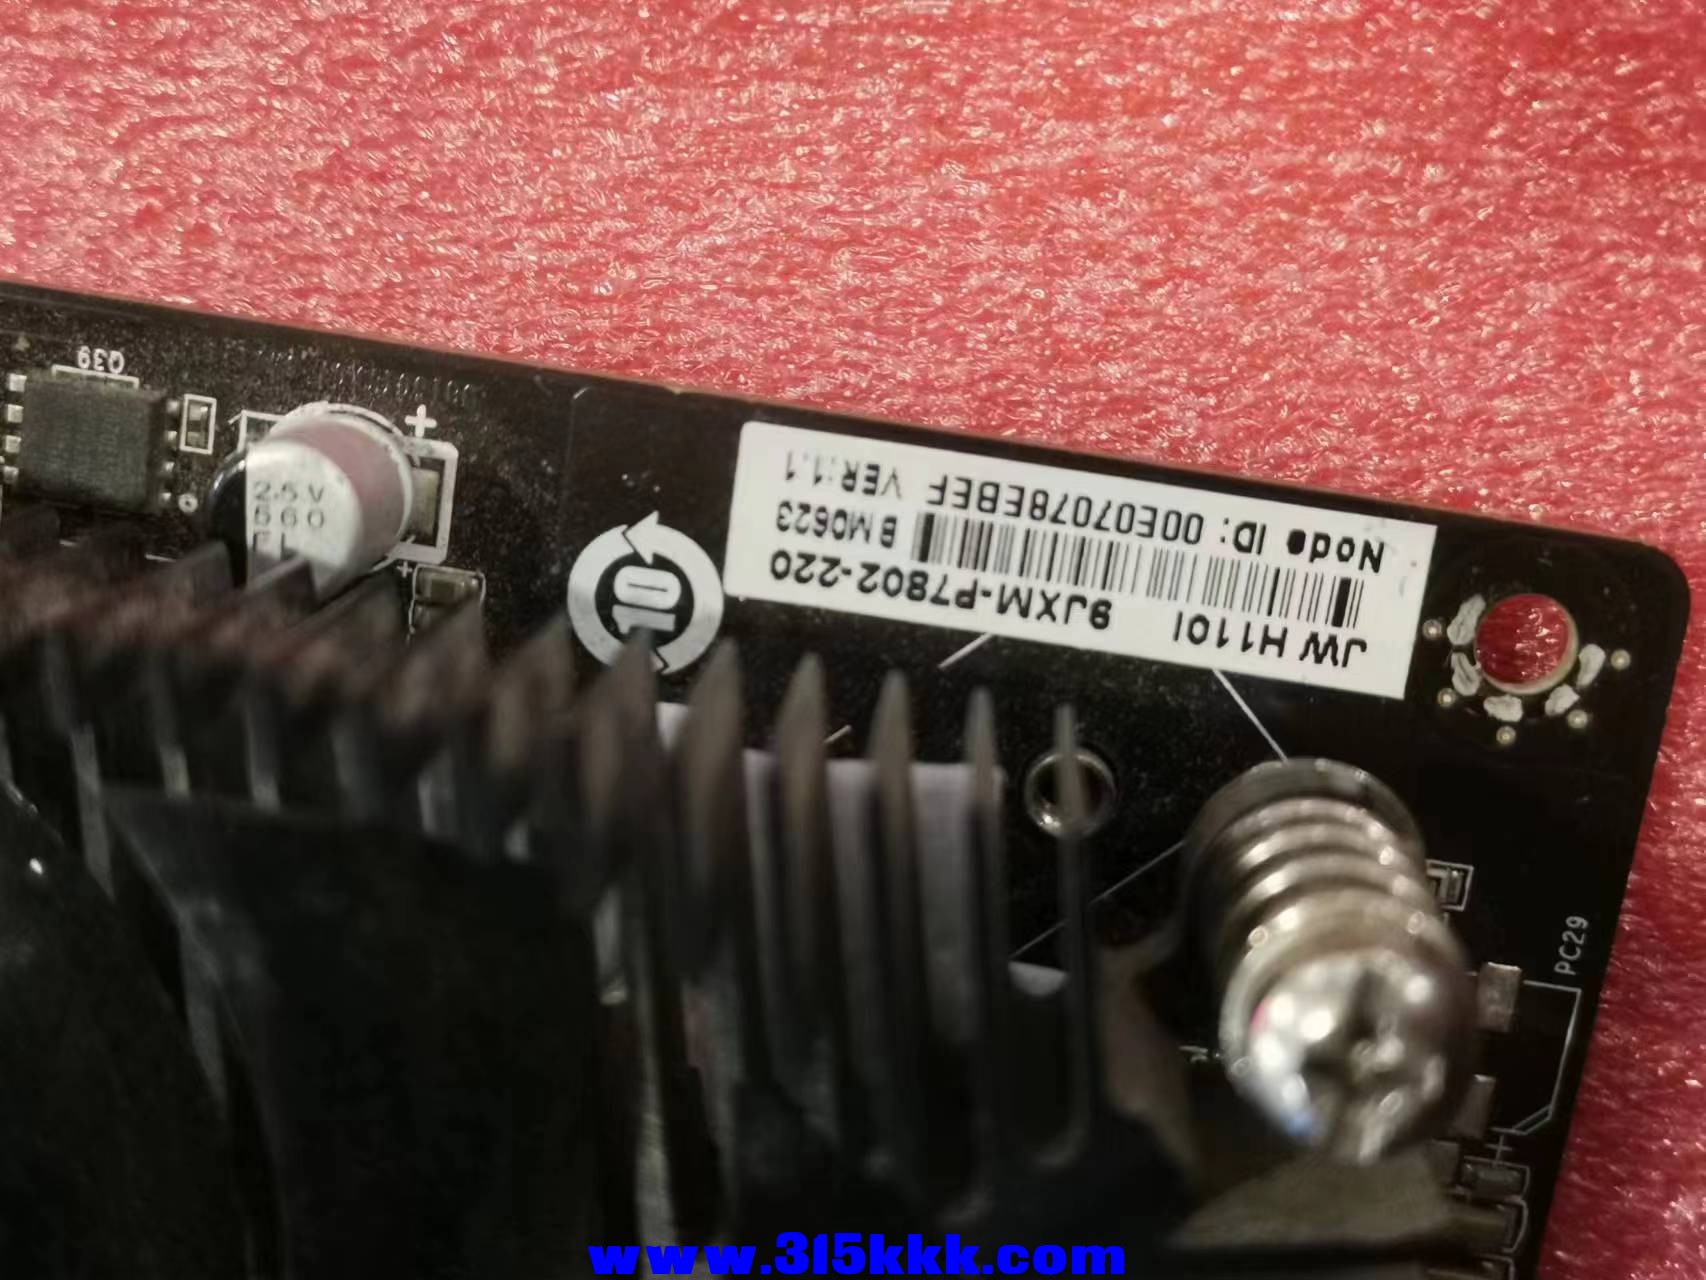 JW H110I 9JXM-P7802-220
BM0623
Node ID: 00E07078EBEF VER:1.1
10
Q39
2.5V
560
PC29
www.315kkk.com